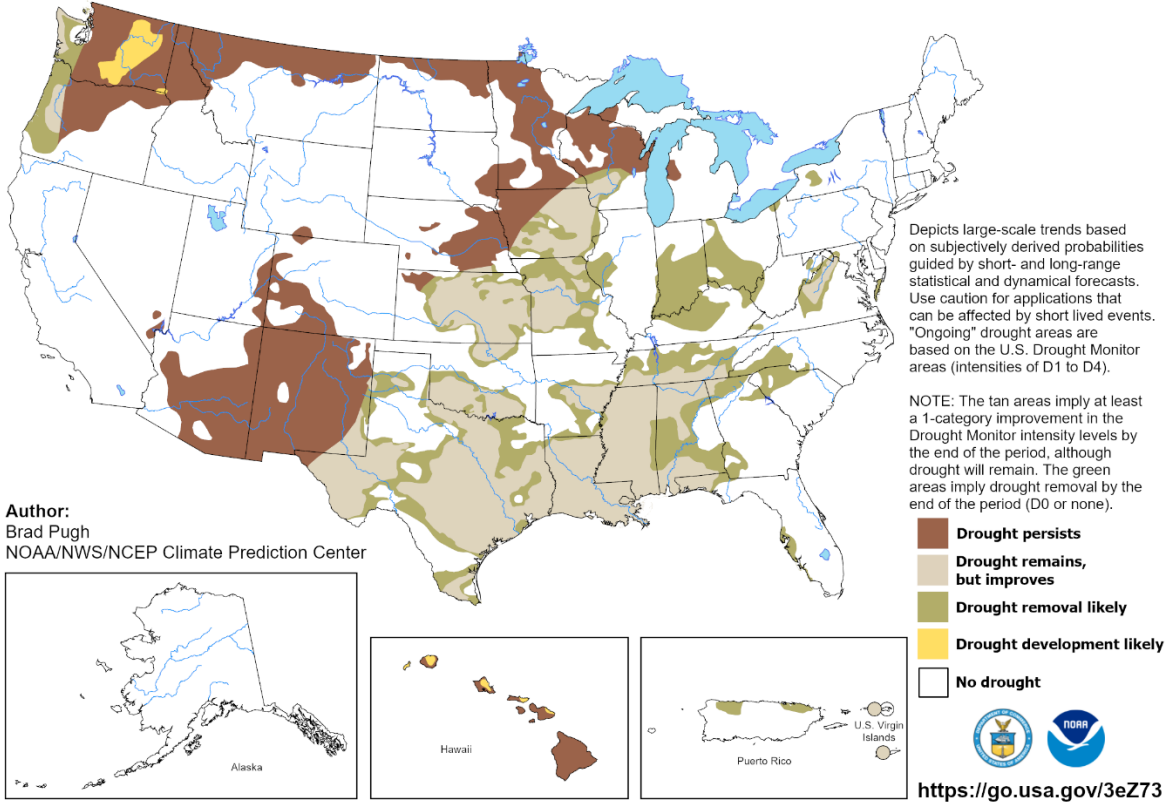 Depicts large-scale trends based
on subjectively derived probabilities
guided by short- and long-range
statistical and dynamical forecasts.
Use caution for applications that
can be affected by short lived events.
"Ongoing" drought areas are
based on the U.S. Drought Monitor
areas (intensities of D1 to D4).
NOTE: The tan areas imply at least
a 1-category improvement in the
Drought Monitor intensity levels by
the end of the period, although
drought will remain. The green
areas imply drought removal by the
end of the period (D0 or none).
Author:
Brad Pugh
NOAA/NWS/NCEP Climate Prediction Center
Drought persists
Drought remains,
but improves
Drought removal likely
Drought development likely
No drought
Alaska
Hawaii
Puerto Rico
U.S. Virgin
Islands
NOAA
https://go.usa.gov/3eZ73